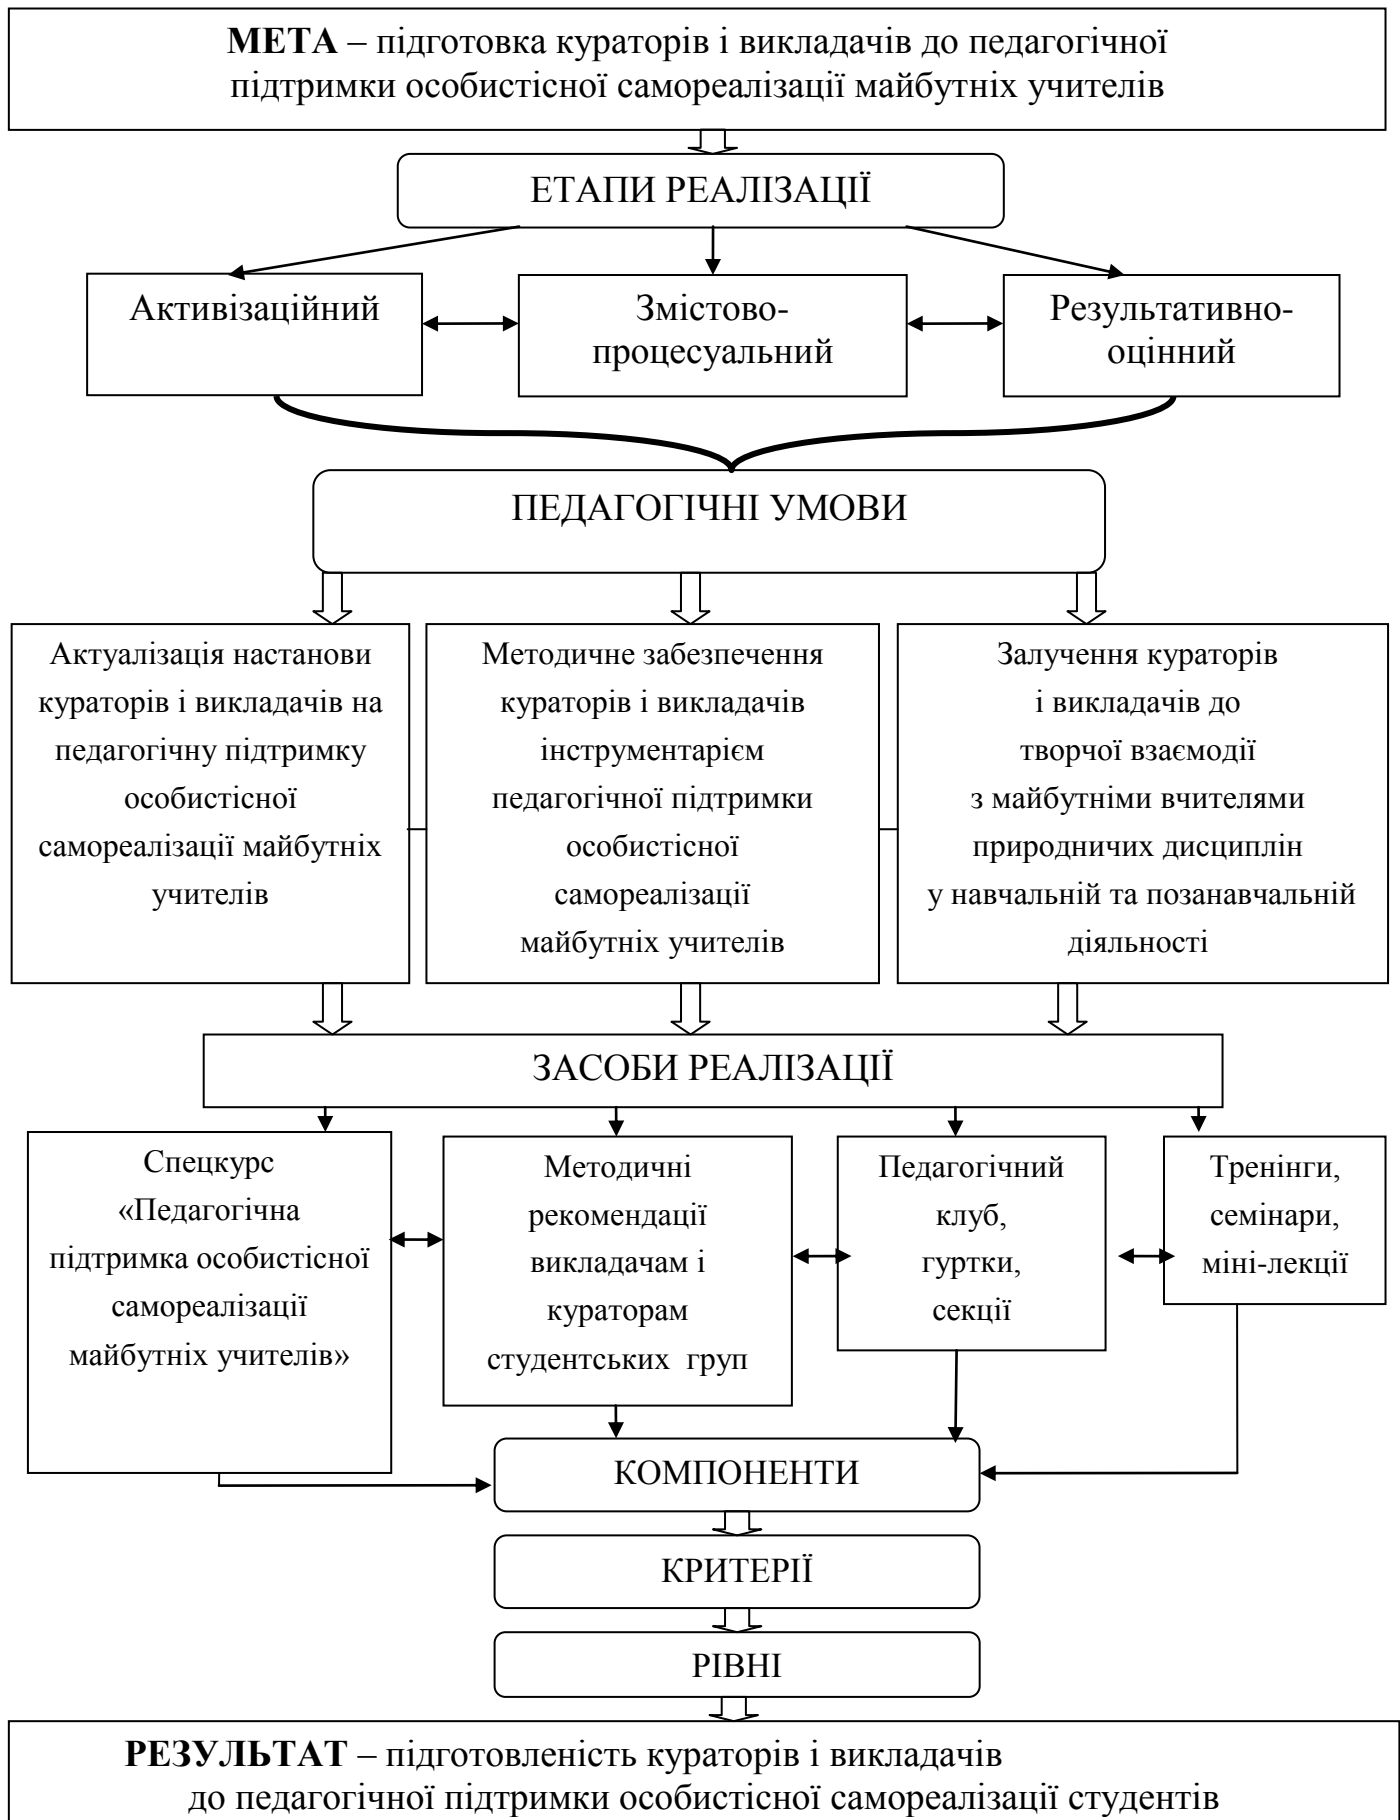 МЕТА – підготовка кураторів і викладачів до педагогічної
підтримки особистісної самореалізації майбутніх учителів
ЕТАПИ РЕАЛІЗАЦІЇ
Активізаційний
Змістово-
процесуальний
Результативно-
оцінний
ПЕДАГОГІЧНІ УМОВИ
Актуалізація настанови
кураторів і викладачів на
педагогічну підтримку
особистісної
самореалізації майбутніх
учителів
Методичне забезпечення
кураторів і викладачів
інструментарієм
педагогічної підтримки
особистісної
самореалізації
майбутніх учителів
Залучення кураторів
і викладачів до
творчої взаємодії
з майбутніми вчителями
природничих дисциплін
у навчальній та позанавчальній
діяльності
ЗАСОБИ РЕАЛІЗАЦІЇ
Спецкурс
«Педагогічна
підтримка особистісної
самореалізації
майбутніх учителів»
Методичні
рекомендації
викладачам і
кураторам
студентських груп
Педагогічний
клуб,
гуртки,
секції
Тренінги,
семінари,
міні-лекції
КОМПОНЕНТИ
КРИТЕРІЇ
РІВНІ
РЕЗУЛЬТАТ – підготовленість кураторів і викладачів
до педагогічної підтримки особистісної самореалізації студентів